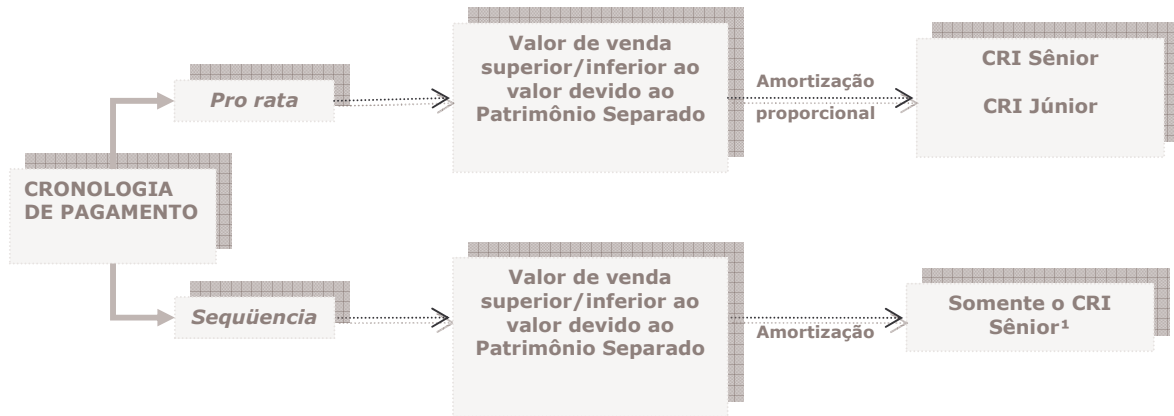 CRONOLOGIA
DE PAGAMENTO
Pro rata
Valor de venda
superior/inferior ao
valor devido ao
Patrimônio Separado
Amortização
proporcional
CRI Sênior
CRI Júnior
Seqüencia
Valor de venda
superior/inferior ao
valor devido ao
Patrimônio Separado
Amortização
Somente o CRI
Sênior¹